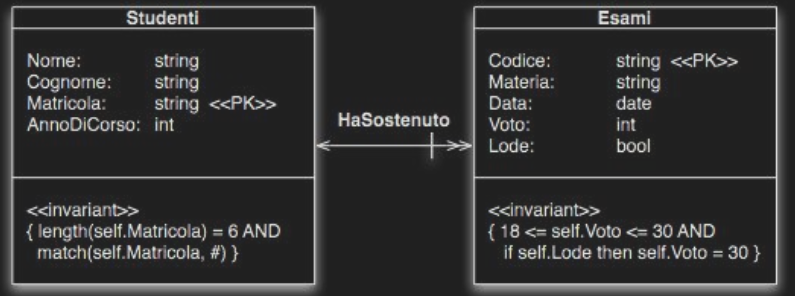 Studenti
Nome: string
Cognome: string
Matricola: string <<PK>>
AnnoDiCorso: int
<<invariant>>
{ length(self.Matricola) = 6 AND
match(self.Matricola, #) }
HaSostenuto
Esami
Codice: string <<PK>>
Materia: string
Data: date
Voto: int
Lode: bool
<<invariant>>
{ 18 <= self.Voto <= 30 AND
if self.Lode then self.Voto = 30 }